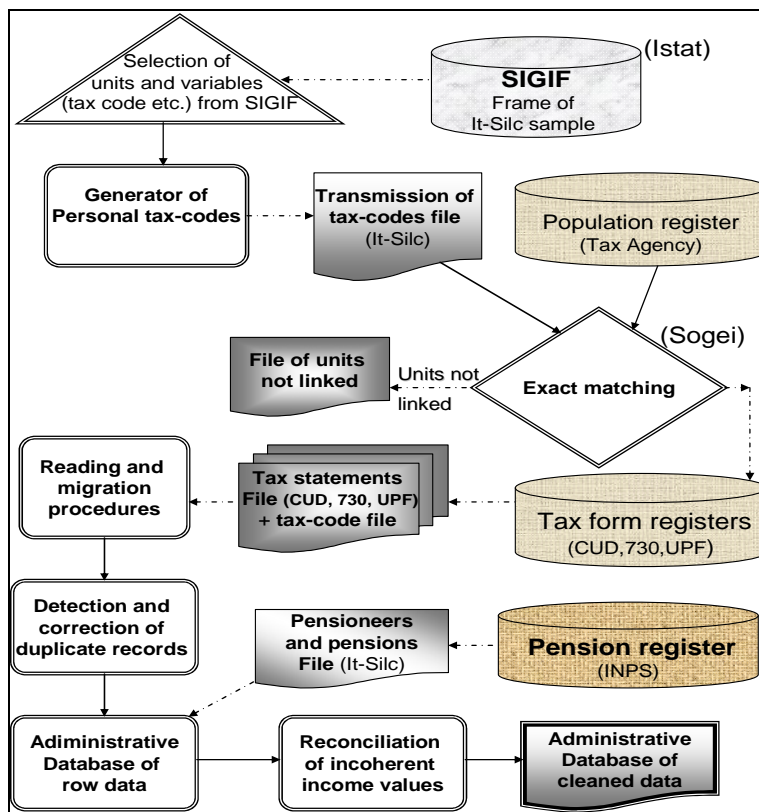 Selection of
units and variables
(tax code etc.) from SIGIF
(Istat)
SIGIF
Frame of
It-Silc sample
Generator of
Personal tax-codes
Transmission of
tax-codes file
(It-Silc)
Population register
(Tax Agency)
(Sogei)
File of units
not linked
Units not
linked
Exact matching
Reading and
migration
procedures
Tax statements
File (CUD, 730, UPF)
+ tax-code file
Tax form registers
(CUD,730,UPF)
Detection and
correction of
duplicate records
Pensioneers
and pensions
File (It-Silc)
Pension register
(INPS)
Adiministrative
Database of
row data
Reconciliation
of incoherent
income values
Administrative
Database of
cleaned data